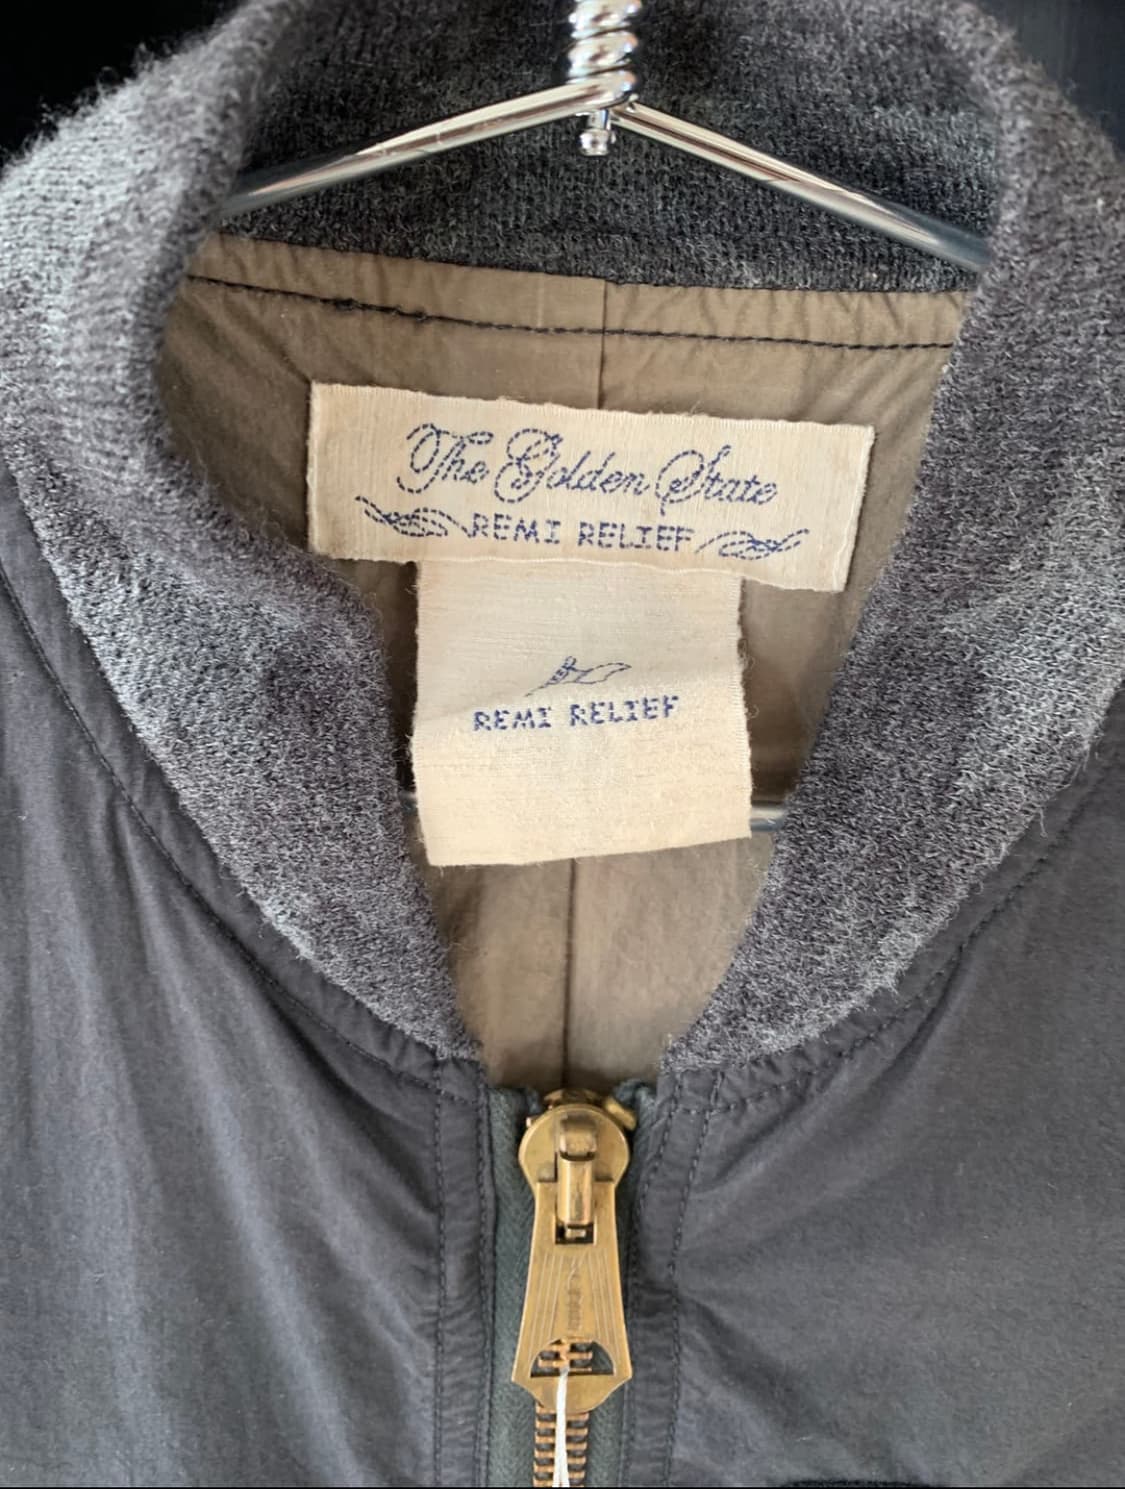 The Golden State
REMI RELIEF
REMI RELIEF